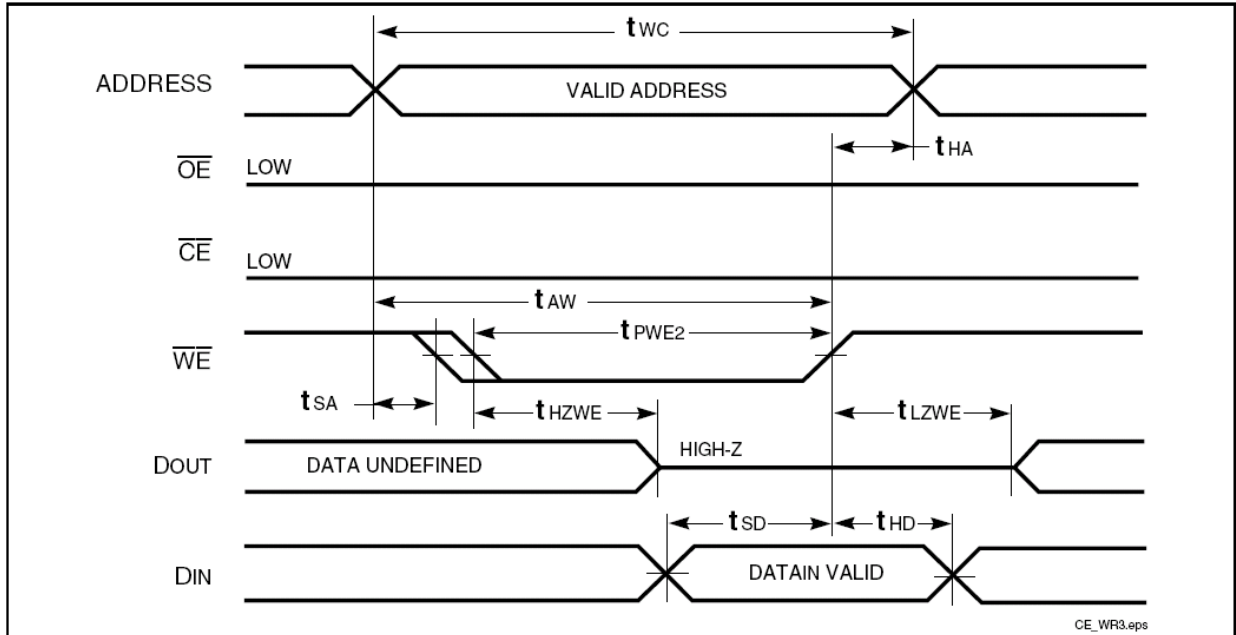 tWC
ADDRESS
VALID ADDRESS
tHA
OE LOW
CE LOW
tAW
tPWE2
WE
tSA
tHZWE
tLZWE
HIGH-Z
DOUT
DATA UNDEFINED
tSD
tHD
DIN
DATAIN VALID
CE_WR3.eps